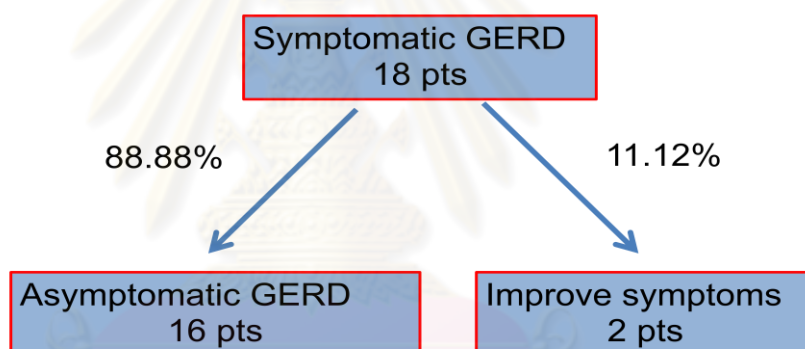 Symptomatic GERD
18 pts
88.88%
11.12%
Asymptomatic GERD
16 pts
Improve symptoms
2 pts